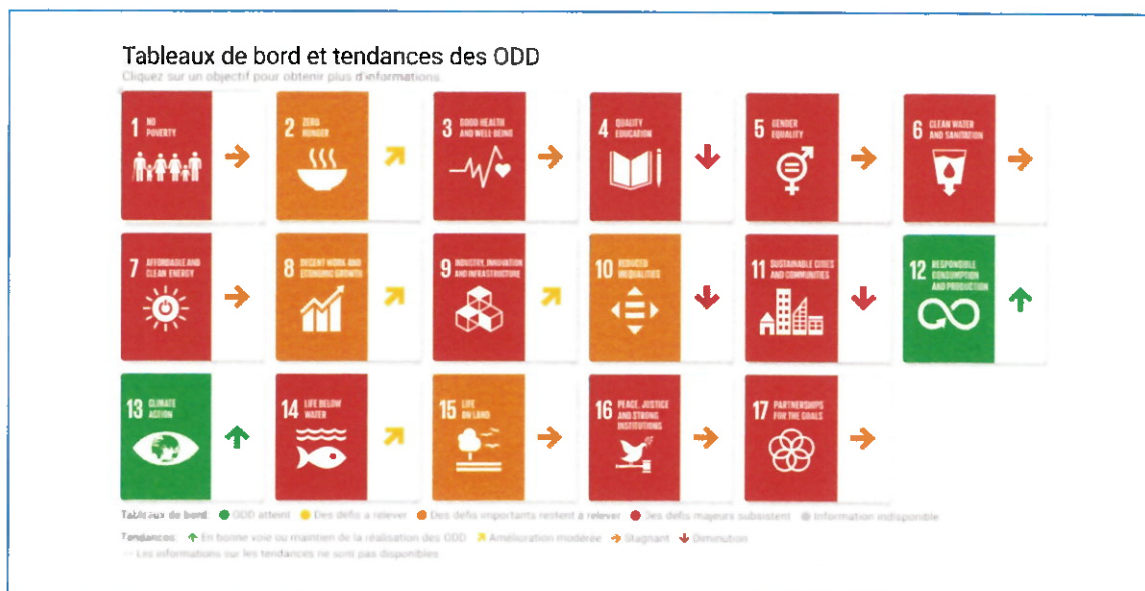 Tableaux de bord et tendances des ODD
Cliquez sur un objectif pour obtenir plus d'informations.
1 NO
POVERTY
2 ZERO
HUNGER
3 GOOD HEALTH
AND WELL-BEING
4 QUALITY
EDUCATION
5 GENDER
EQUALITY
6 CLEAN WATER
AND SANITATION
7 AFFORDABLE AND
CLEAN ENERGY
8 DECENT WORK AND
ECONOMIC GROWTH
9 INDUSTRY, INNOVATION
AND INFRASTRUCTURE
10 REDUCED
INEQUALITIES
11 SUSTAINABLE CITIES
AND COMMUNITIES
12 RESPONSIBLE
CONSUMPTION
AND PRODUCTION
13 CLIMATE
ACTION
14 LIFE BELOW
WATER
15 LIFE
ON LAND
16 PEACE, JUSTICE
AND STRONG
INSTITUTIONS
17 PARTNERSHIPS
FOR THE GOALS
Tableaux de bord: ODD atteint Des défis à relever Des défis importants restent à relever Des défis majeurs subsistent Information indisponible
Tendances: En bonne voie ou maintien de la réalisation des ODD Amélioration modérée Stagnant Diminution
Les informations sur les tendances ne sont pas disponibles